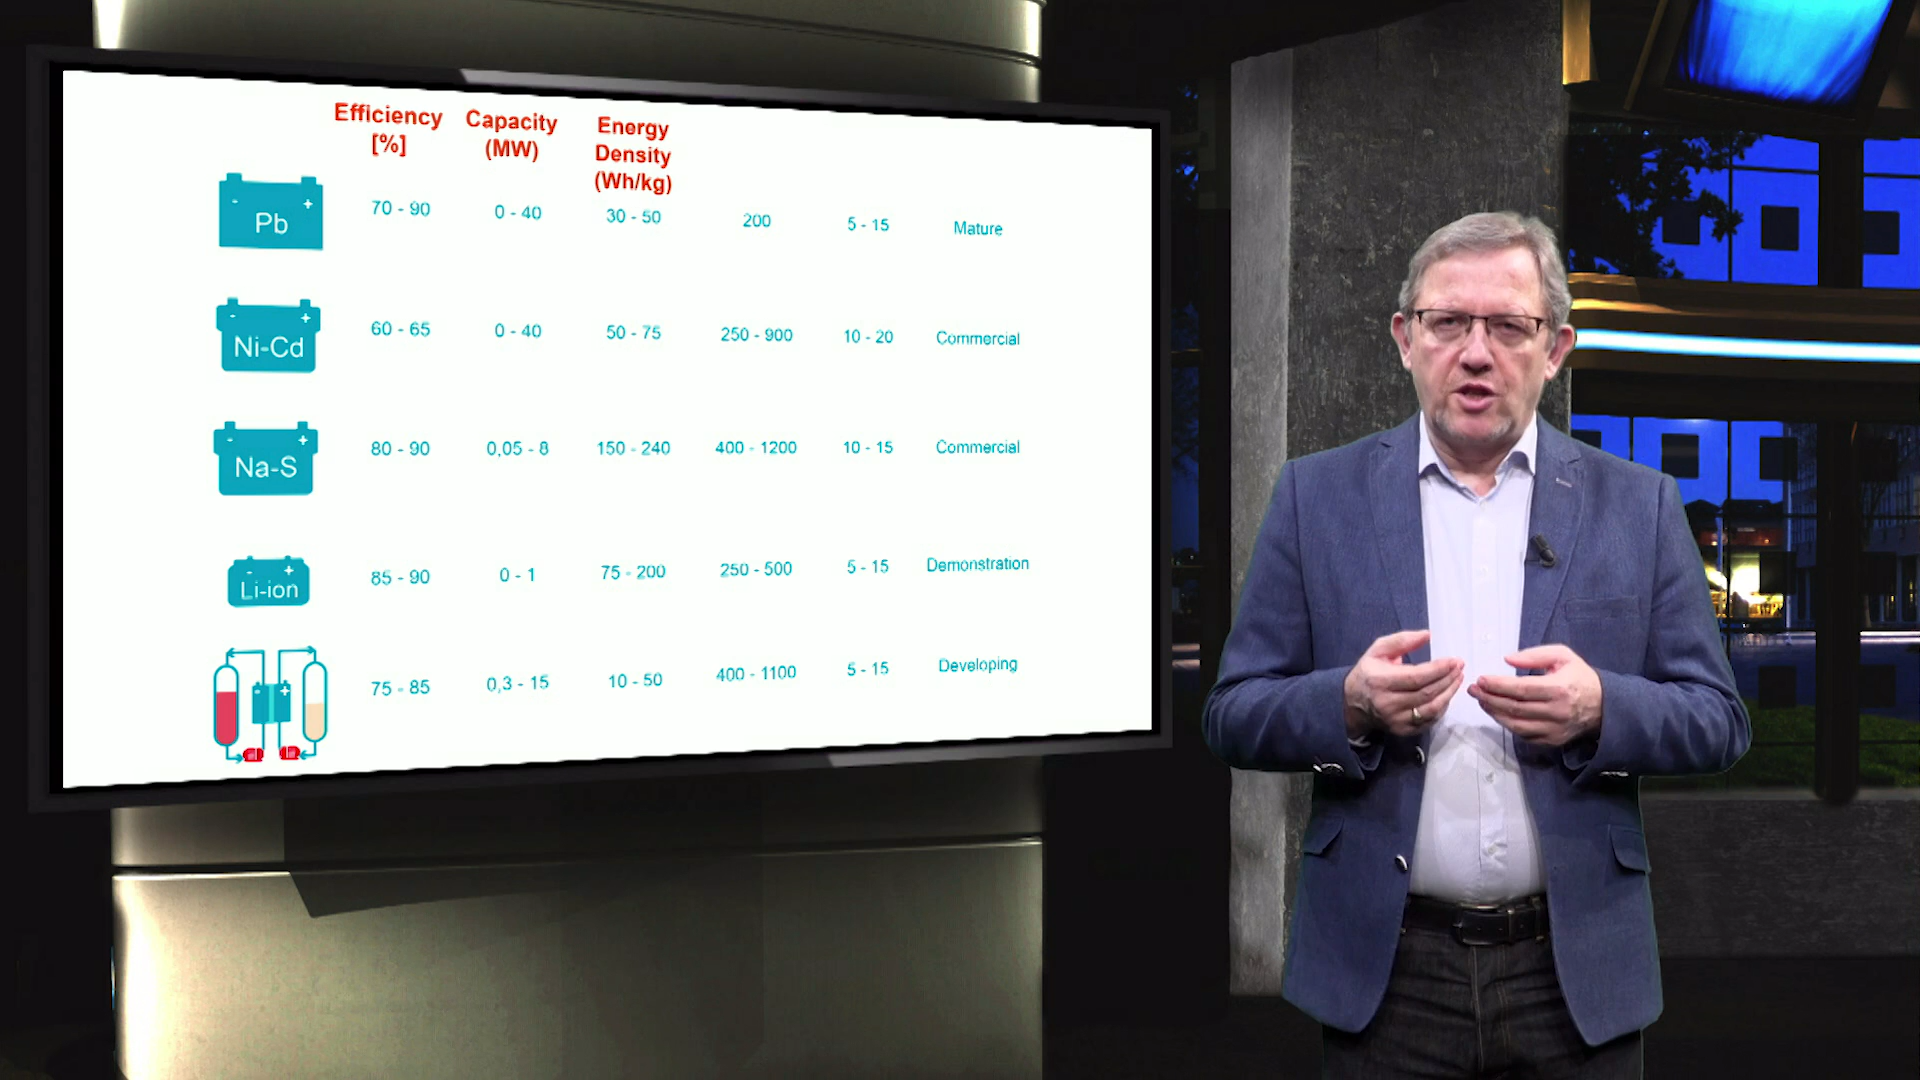 Efficiency [%]
Capacity (MW)
Energy Density (Wh/kg)
- + Pb 70 - 90 0 - 40 30 - 50 200 5 - 15 Mature
- + Ni-Cd 60 - 65 0 - 40 50 - 75 250 - 900 10 - 20 Commercial
- + Na-S 80 - 90 0,05 - 8 150 - 240 400 - 1200 10 - 15 Commercial
- + Li-ion 85 - 90 0 - 1 75 - 200 250 - 500 5 - 15 Demonstration
- + 75 - 85 0,3 - 15 10 - 50 400 - 1100 5 - 15 Developing